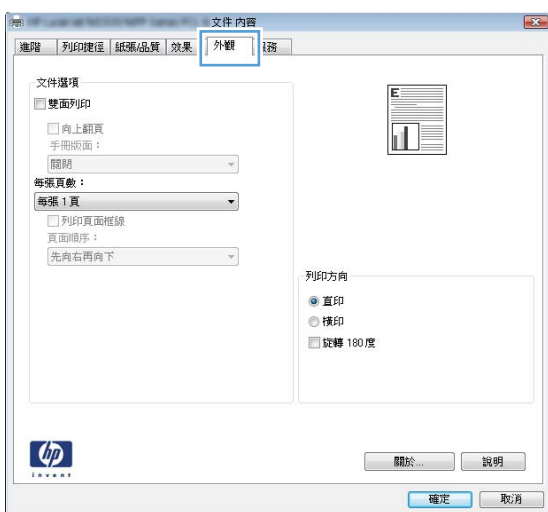 文件 內容
進階 列印捷徑 紙張/品質 效果 外觀 服務
文件選項
雙面列印
向上翻頁
手冊版面：
關閉
每張頁數：
每張 1 頁
列印頁面框線
頁面順序：
先向右再向下
E
列印方向
直印
橫印
旋轉 180 度
hp
invent
關於... 說明
確定 取消